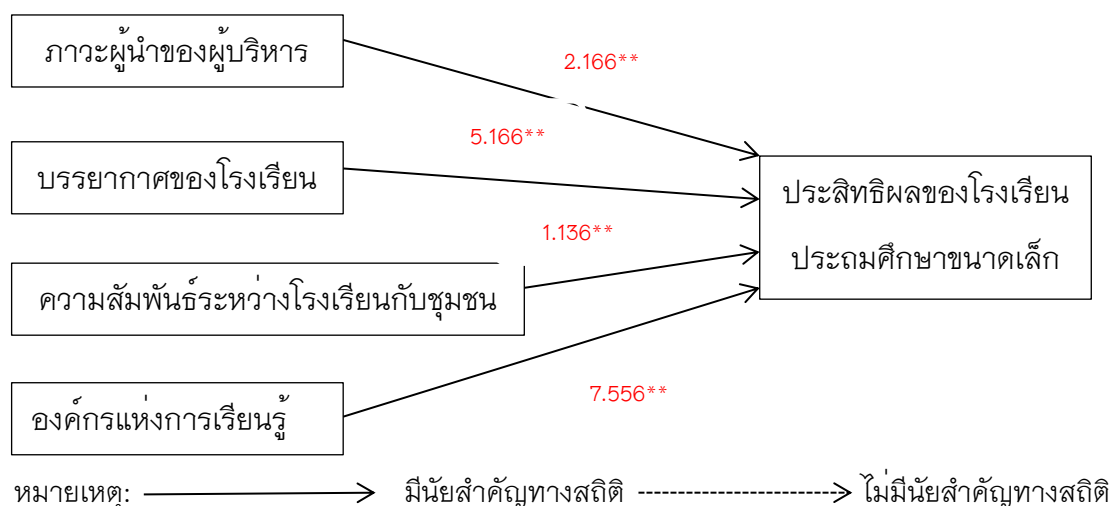 ภาวะผู้นำของผู้บริหาร
2.166**
5.166**
บรรยากาศของโรงเรียน
ประสิทธิผลของโรงเรียน
ประถมศึกษาขนาดเล็ก
1.136**
ความสัมพันธ์ระหว่างโรงเรียนกับชุมชน
7.556**
องค์กรแห่งการเรียนรู้
หมายเหตุ: มีนัยสำคัญทางสถิติ ไม่มีนัยสำคัญทางสถิติ